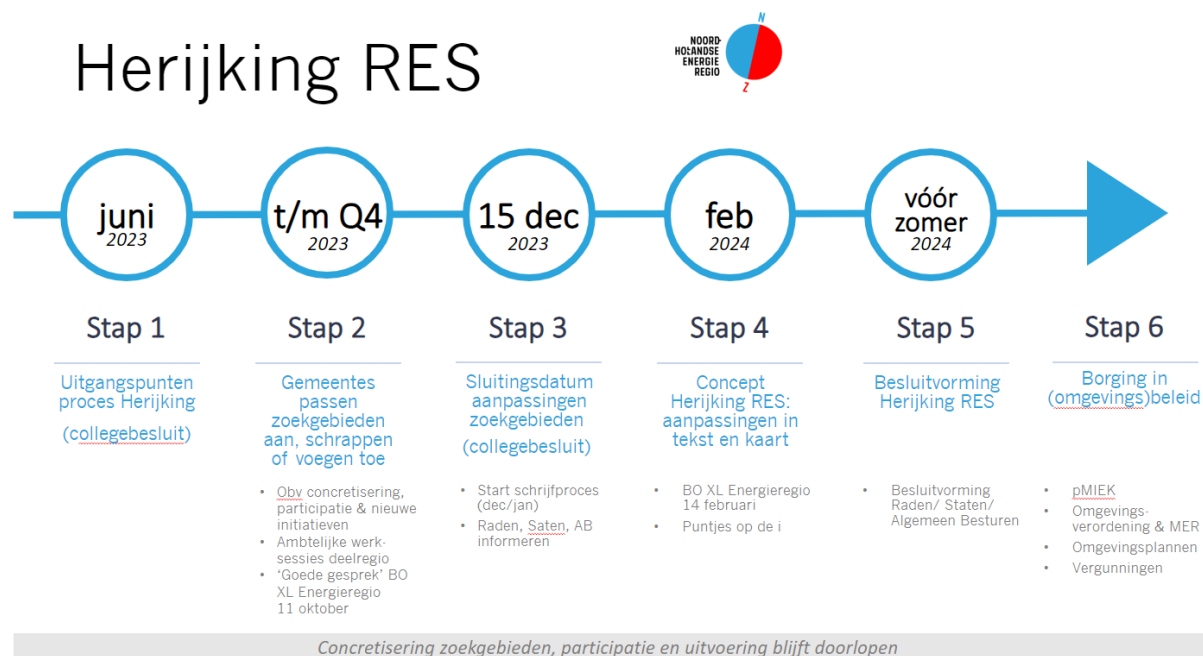 Herijking RES
NOORD-
HOLLANDSE
ENERGIE
REGIO
N
Z
juni
2023
t/m Q4
2023
15 dec
2023
feb
2024
vóór
zomer
2024
Stap 1
Uitgangspunten
proces Herijking
(collegebesluit)
Stap 2
Gemeentes
passen
zoekgebieden
aan, schrappen
of voegen toe
• Obv concretisering,
participatie & nieuwe
initiatieven
• Ambtelijke werk-
sessies deelregio
• ‘Goede gesprek’ BO
XL Energieregio
11 oktober
Stap 3
Sluitingsdatum
aanpassingen
zoekgebieden
(collegebesluit)
• Start schrijfproces
(dec/jan)
• Raden, Saten, AB
informeren
Stap 4
Concept
Herijking RES:
aanpassingen in
tekst en kaart
• BO XL Energieregio
14 februari
• Puntjes op de i
Stap 5
Besluitvorming
Herijking RES
• Besluitvorming
Raden/ Staten/
Algemeen Besturen
Stap 6
Borging in
(omgevings)beleid
• pMIEK
• Omgevings-
verordening & MER
• Omgevingsplannen
• Vergunningen
Concretisering zoekgebieden, participatie en uitvoering blijft doorlopen